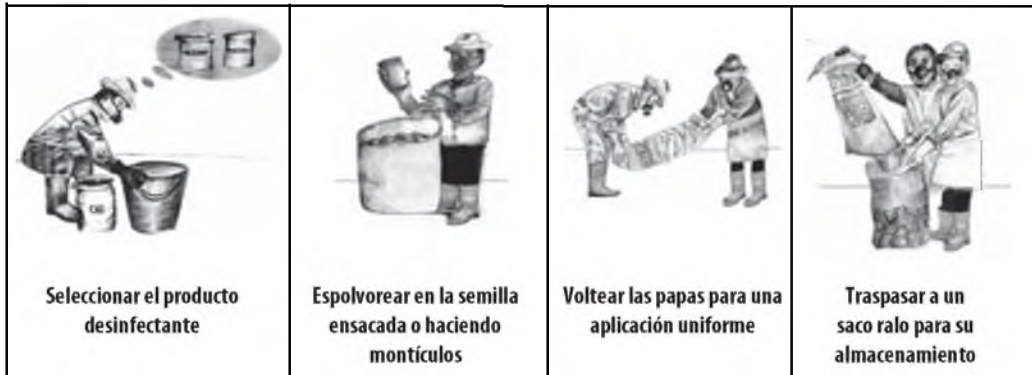 Seleccionar el producto
desinfectante
Espolvorear en la semilla
ensacada o haciendo
montículos
Voltear las papas para una
aplicación uniforme
Traspasar a un
saco ralo para su
almacenamiento